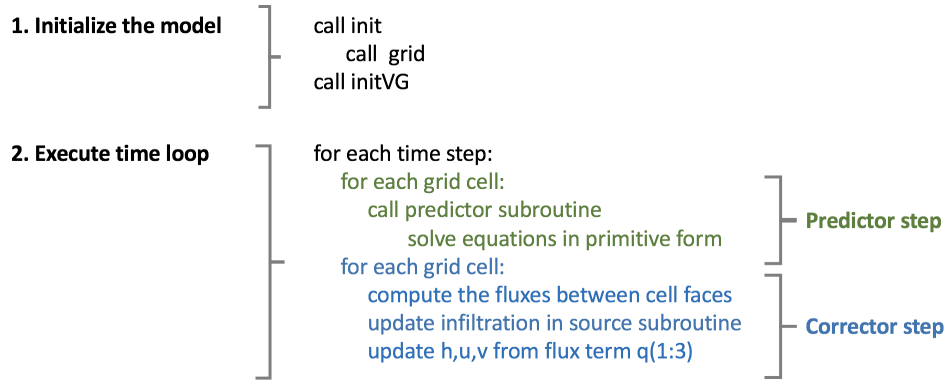 1. Initialize the model
call init
call grid
call initVG
2. Execute time loop
for each time step:
for each grid cell:
call predictor subroutine
solve equations in primitive form
Predictor step
for each grid cell:
compute the fluxes between cell faces
update infiltration in source subroutine
update h,u,v from flux term q(1:3)
Corrector step